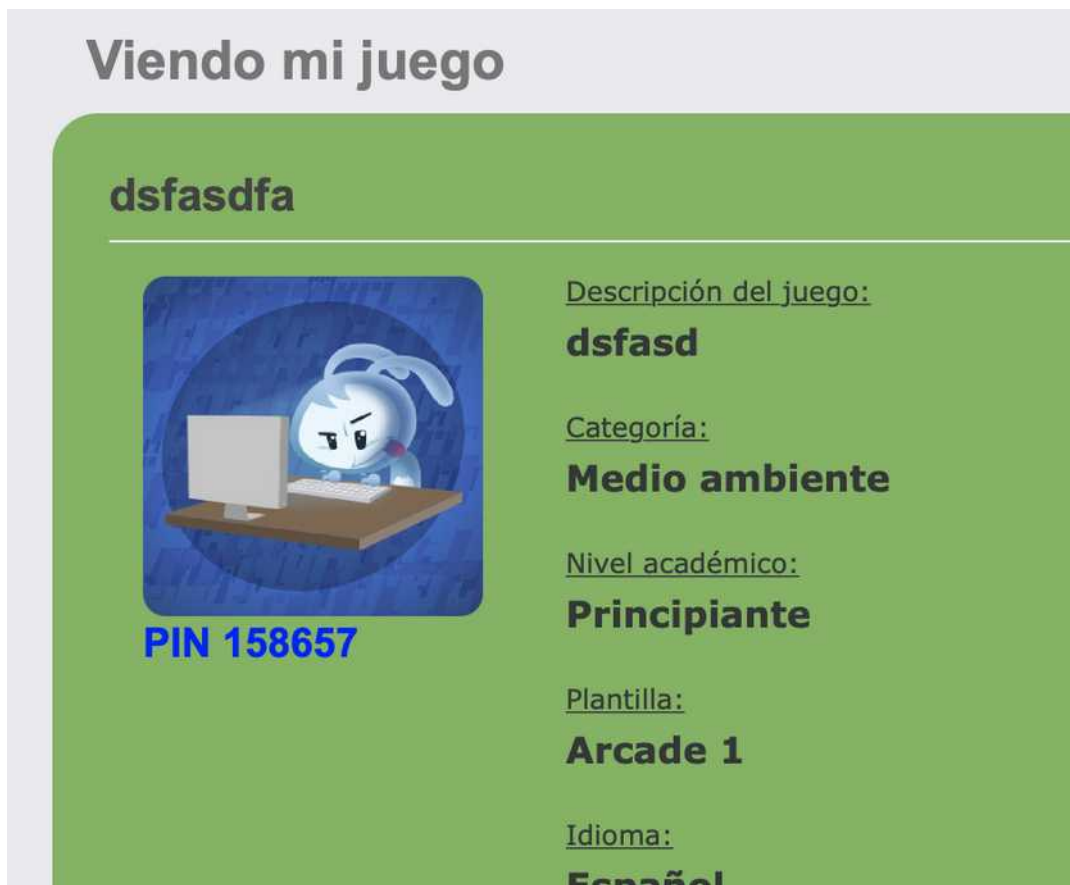 Viendo mi juego
dsfasdfa
Descripción del juego:
dsfasd
Categoría:
Medio ambiente
Nivel académico:
Principiante
PIN 158657
Plantilla:
Arcade 1
Idioma:
Español